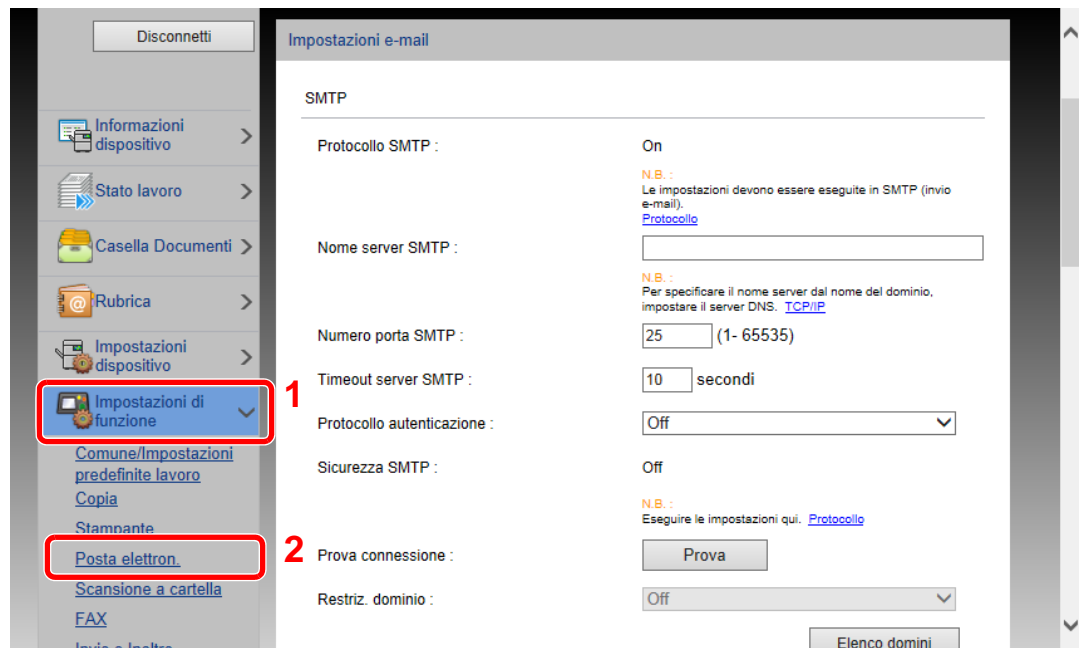 Disconnetti
Informazioni
dispositivo
Stato lavoro
Casella Documenti
Rubrica
Impostazioni
dispositivo
Impostazioni di
funzione
1
Comune/Impostazioni
predefinite lavoro
Copia
Stampante
Posta elettron.
2
Scansione a cartella
FAX
Invio e Inoltro
Impostazioni e-mail
SMTP
Protocollo SMTP :
On
N.B. :
Le impostazioni devono essere eseguite in SMTP (invio
e-mail).
Protocollo
Nome server SMTP :
N.B. :
Per specificare il nome server dal nome del dominio,
impostare il server DNS. TCP/IP
Numero porta SMTP :
25 (1- 65535)
Timeout server SMTP :
10 secondi
Protocollo autenticazione :
Off
Sicurezza SMTP :
Off
N.B. :
Eseguire le impostazioni qui. Protocollo
Prova connessione :
Prova
Restriz. dominio :
Off
Elenco domini